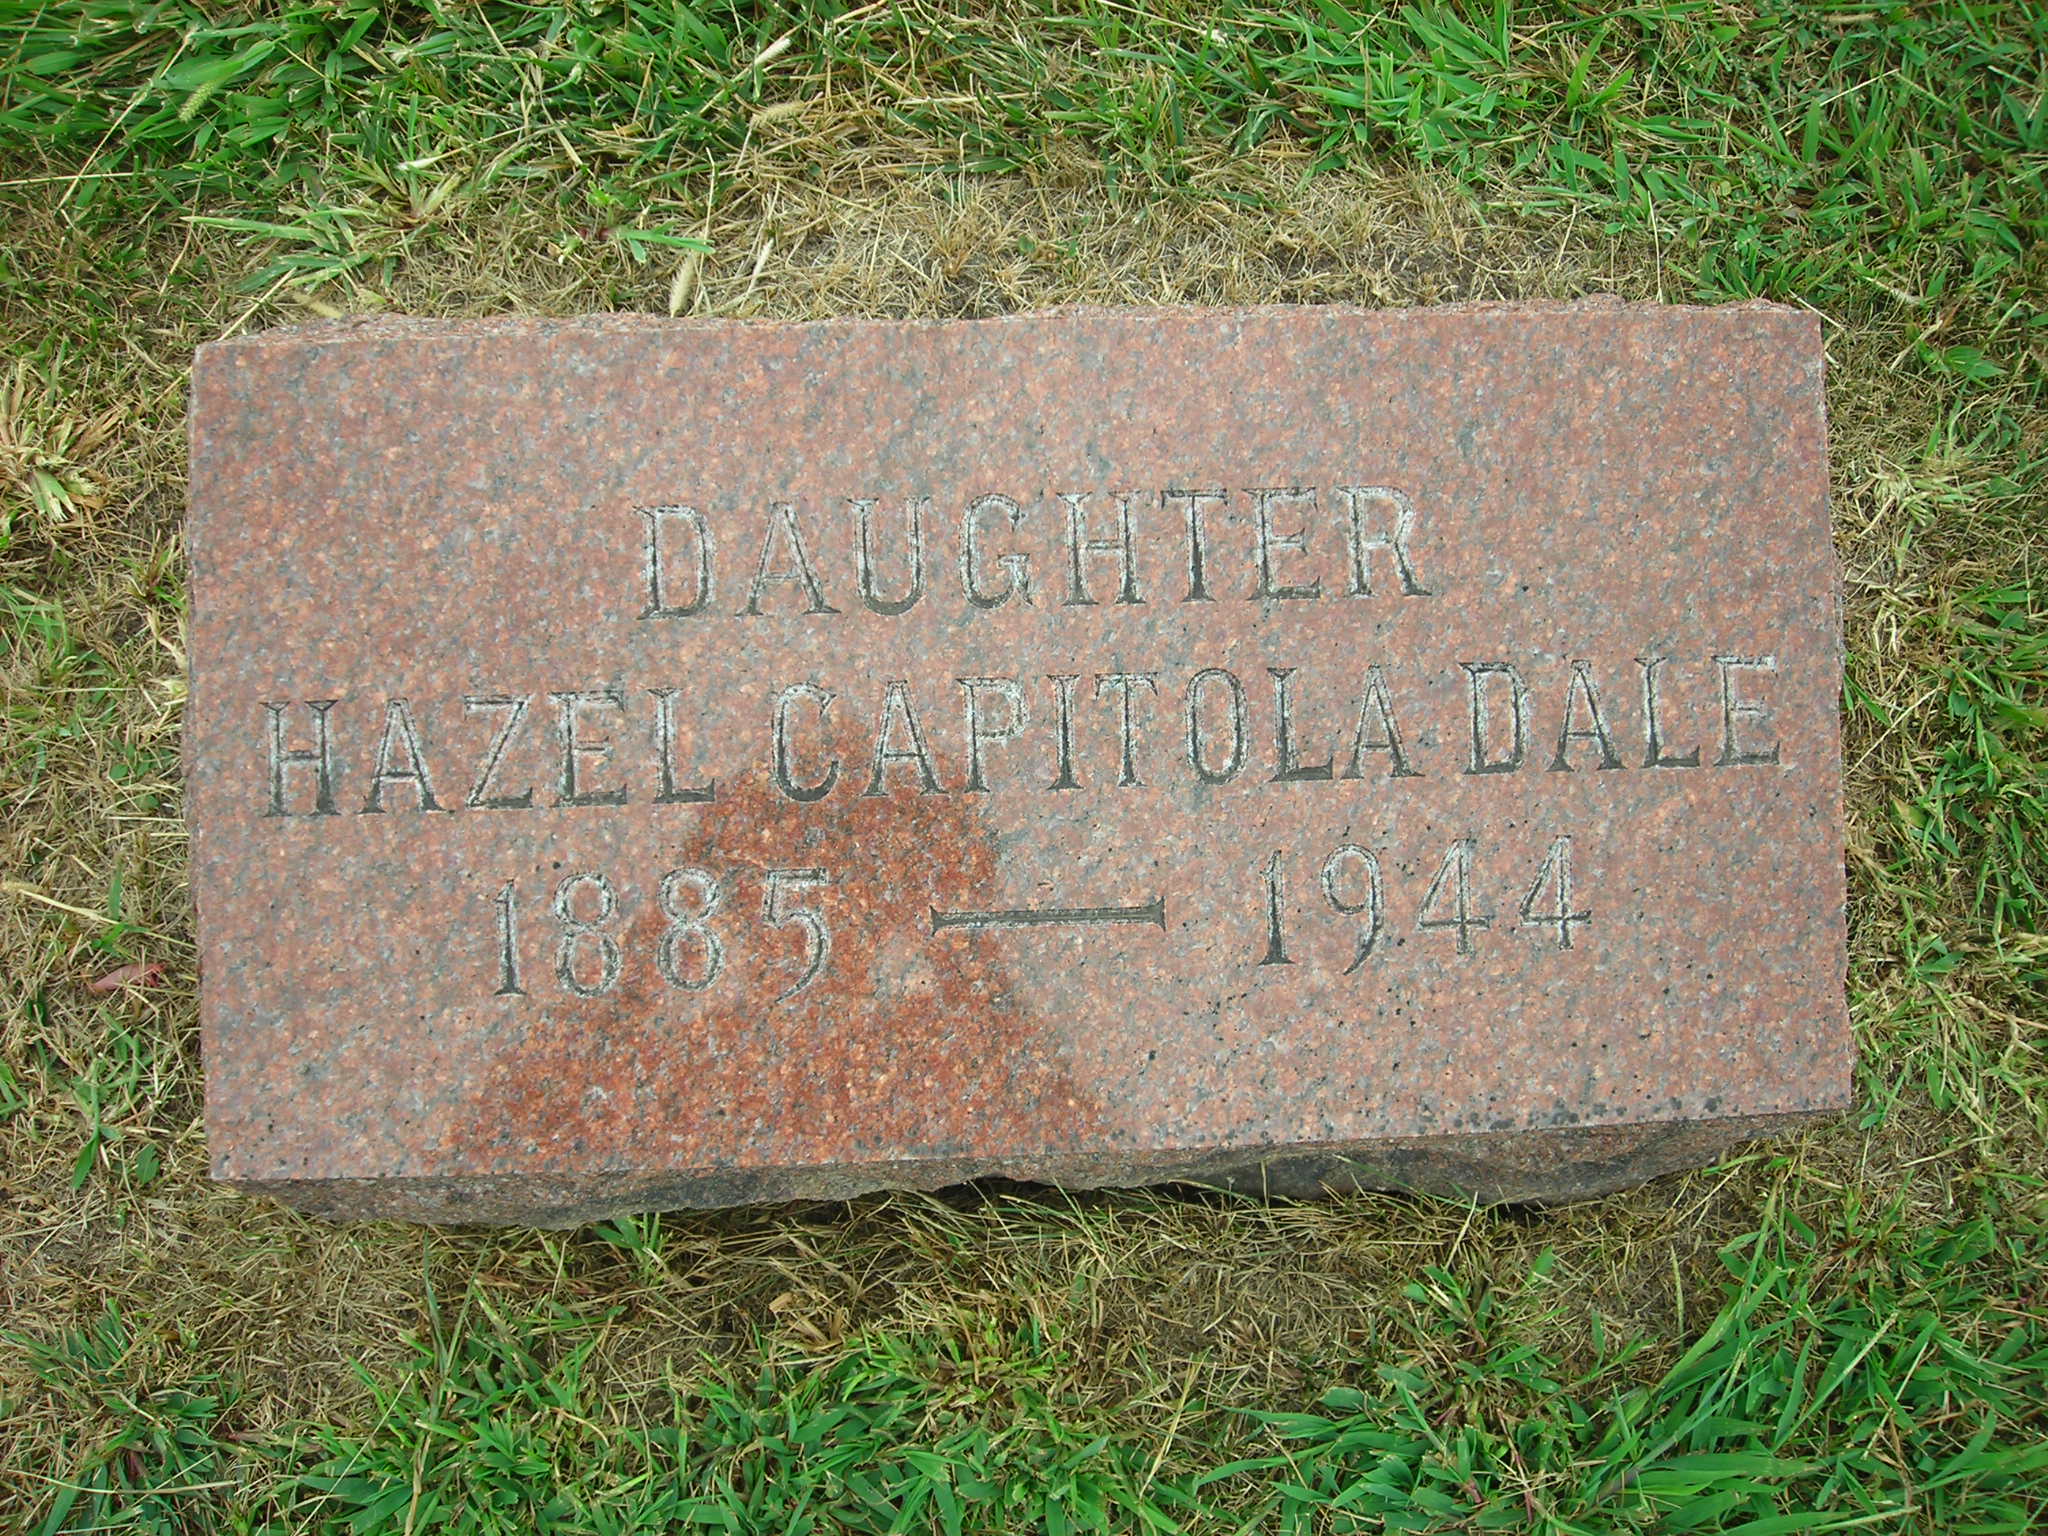 DAUGHTER
HAZEL CAPITOLA DALE
1885 — 1944